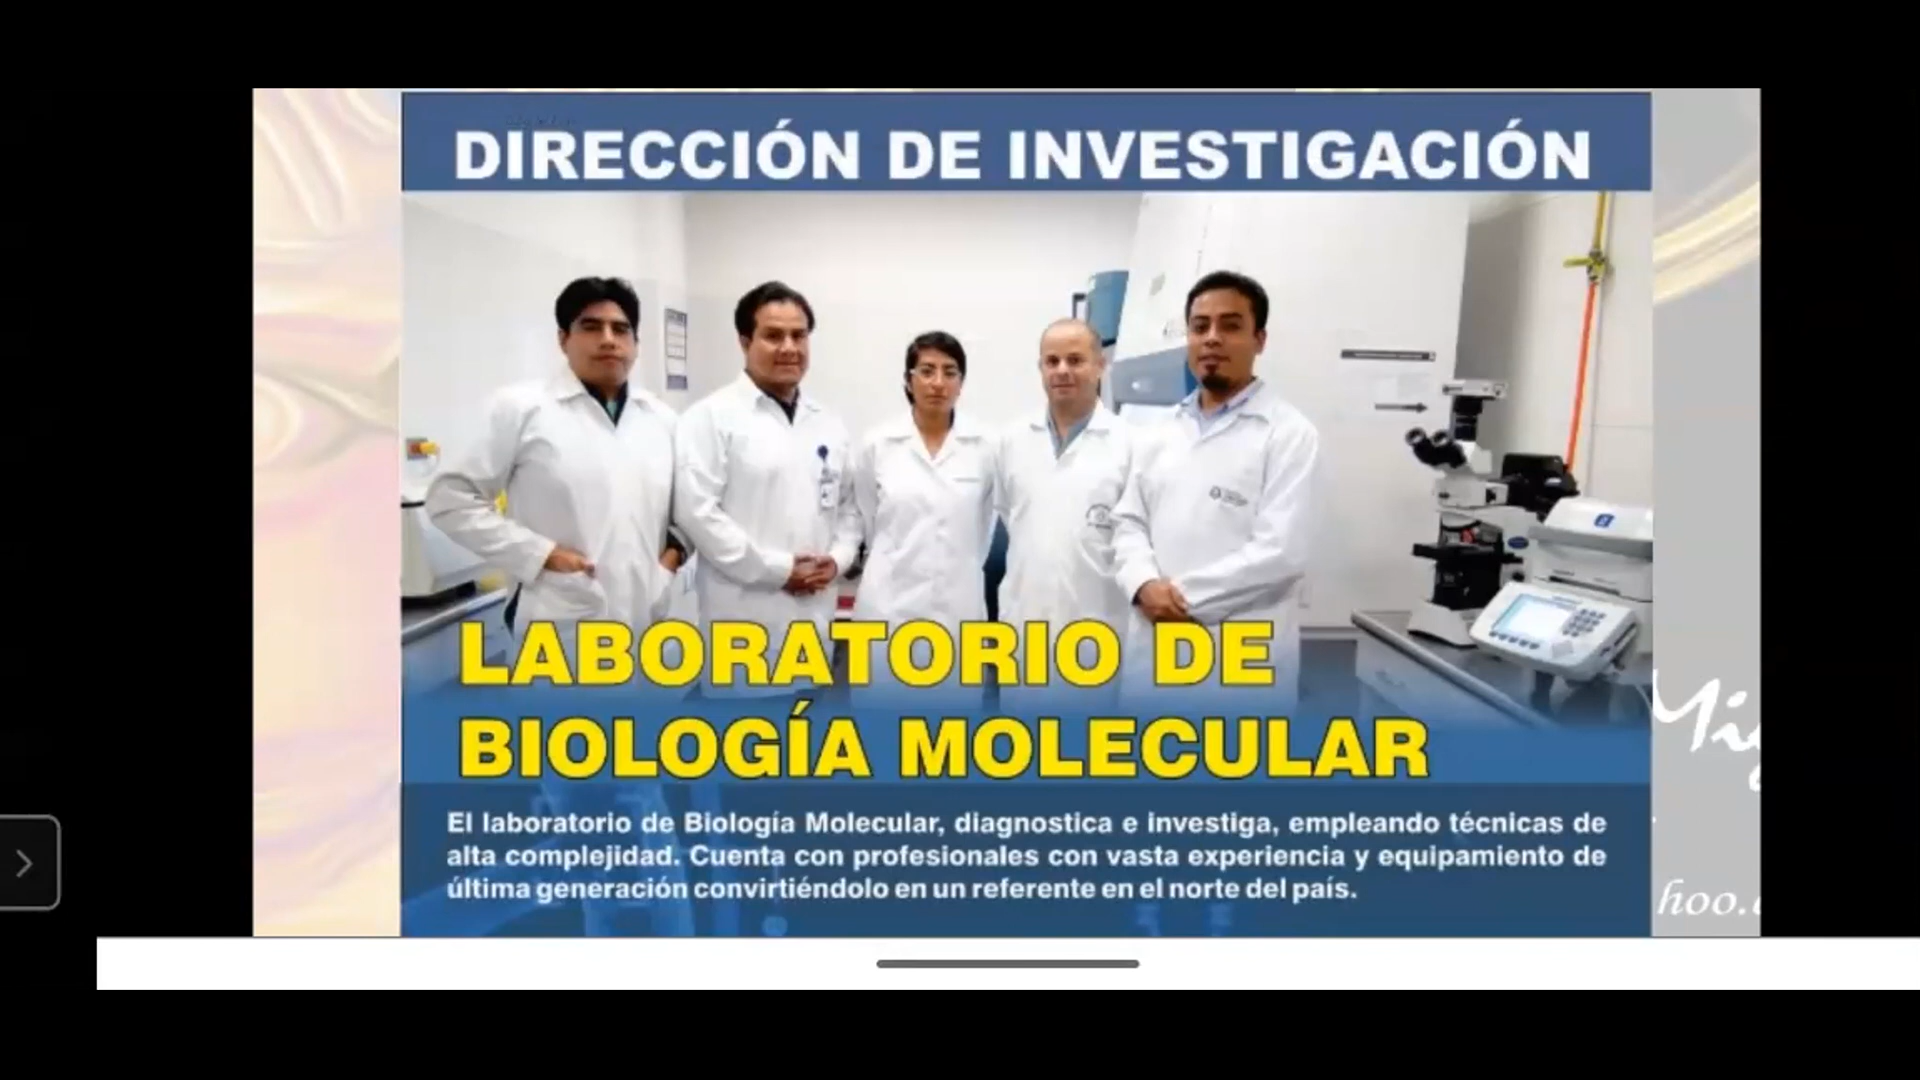 DIRECCIÓN DE INVESTIGACIÓN
LABORATORIO DE
BIOLOGÍA MOLECULAR
El laboratorio de Biología Molecular, diagnostica e investiga, empleando técnicas de
alta complejidad. Cuenta con profesionales con vasta experiencia y equipamiento de
última generación convirtiéndolo en un referente en el norte del país.
hoo.